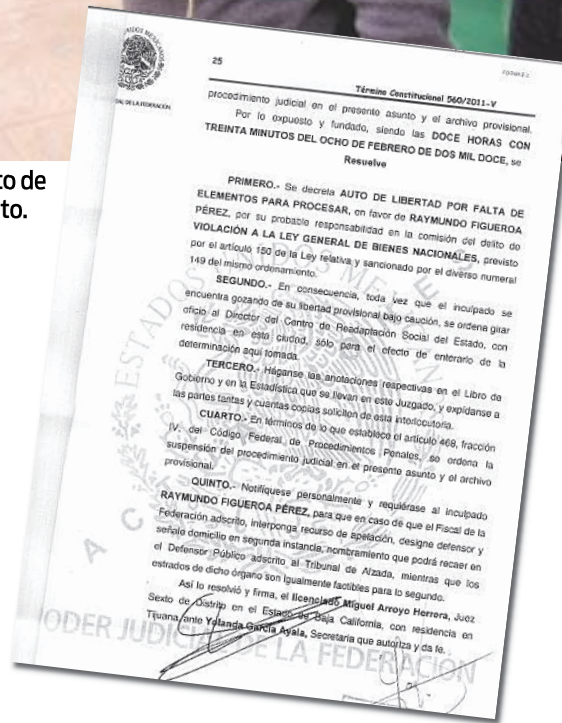 to de
to.
25
Término Constitucional 560/2011-V
procedimiento judicial en el presente asunto y el archivo provisional.
Por lo expuesto y fundado, siendo las DOCE HORAS CON
TREINTA MINUTOS DEL OCHO DE FEBRERO DE DOS MIL DOCE, se
Resuelve
PRIMERO.- Se decreta AUTO DE LIBERTAD POR FALTA DE
ELEMENTOS PARA PROCESAR, en favor de RAYMUNDO FIGUEROA
PÉREZ, por su probable responsabilidad en la comisión del delito de
VIOLACIÓN A LA LEY GENERAL DE BIENES NACIONALES, previsto
por el artículo 150 de la Ley relativa y sancionado por el diverso numeral
149 del mismo ordenamiento.
SEGUNDO.- En consecuencia, toda vez que el inculpado se
encuentra gozando de su libertad provisional bajo caución, se ordena girar
oficio al Director del Centro de Readaptación Social del Estado, con
residencia en esta ciudad, sólo para el efecto de enterarlo de la
determinación aquí tomada.
TERCERO.- Háganse las anotaciones respectivas en el Libro de
Gobierno y en la Estadística que se llevan en este Juzgado, y expídanse a
las partes tantas y cuantas copias soliciten de esta interlocutoria.
CUARTO.- En términos de lo que establece el artículo 468, fracción
IV, del Código Federal de Procedimientos Penales, se ordena la
suspensión del procedimiento judicial en el presente asunto y el archivo
provisional.
QUINTO.- Notifíquese personalmente y requiérase al inculpado
RAYMUNDO FIGUEROA PÉREZ, para que en caso de que el Fiscal de la
Federación adscrito, interponga recurso de apelación, designe defensor y
señale domicilio en segunda instancia, nombramiento que podrá recaer en
el Defensor Público adscrito al Tribunal de Alzada, mientras que los
estrados de dicho órgano son igualmente factibles para lo segundo.
Así lo resolvió y firma, el licenciado Miguel Arroyo Herrera, Juez
Sexto de Distrito en el Estado de Baja California, con residencia en
Tijuana, ante Yolanda García Ayala, Secretaria que autoriza y da fe.
PODER JUDICIAL DE LA FEDERACIÓN